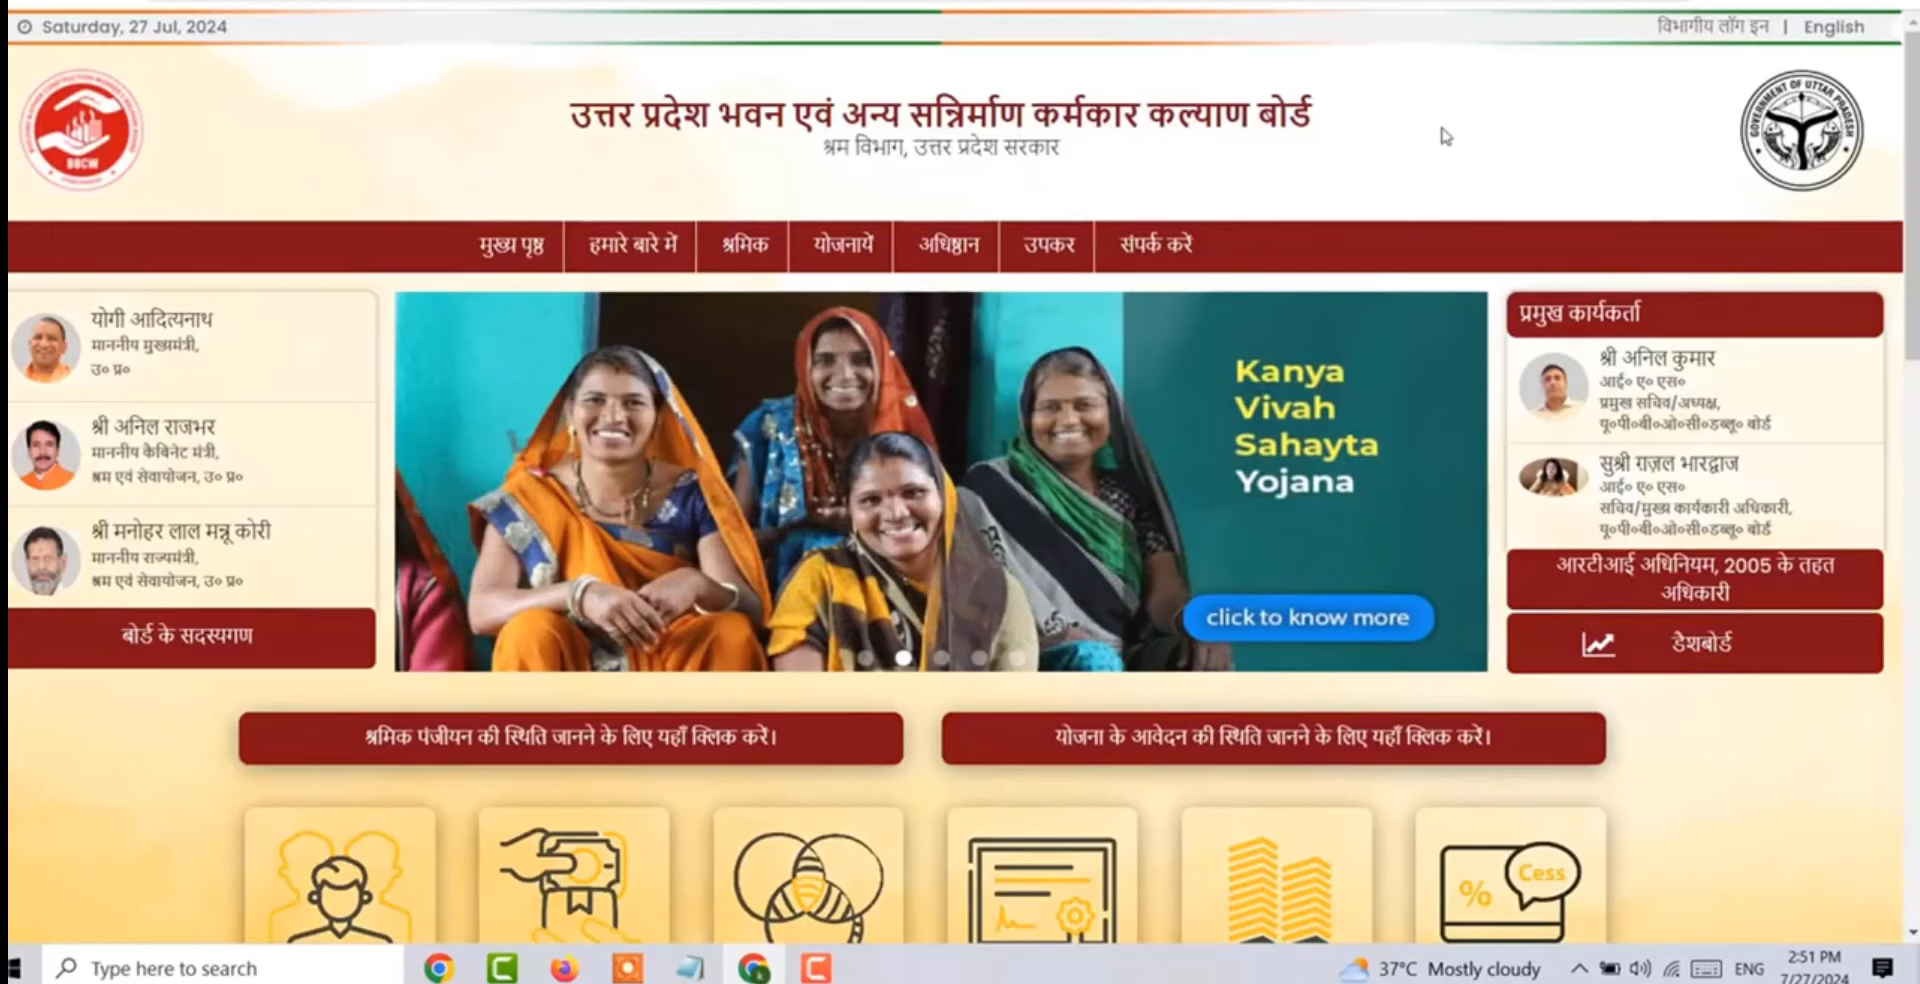 Saturday, 27 Jul, 2024
विभागीय लॉग इन | English
उत्तर प्रदेश भवन एवं अन्य सन्निर्माण कर्मकार कल्याण बोर्ड
श्रम विभाग, उत्तर प्रदेश सरकार
BOCW
GOVERNMENT OF UTTAR PRADESH
मुख्य पृष्ठ
हमारे बारे में
श्रमिक
योजनायें
अधिष्ठान
उपकर
संपर्क करें
योगी आदित्यनाथ
माननीय मुख्यमंत्री,
उ० प्र०
श्री अनिल राजभर
माननीय कैबिनेट मंत्री,
श्रम एवं सेवायोजन, उ० प्र०
श्री मनोहर लाल मन्नू कोरी
माननीय राज्यमंत्री,
श्रम एवं सेवायोजन, उ० प्र०
बोर्ड के सदस्यगण
Kanya
Vivah
Sahayta
Yojana
click to know more
प्रमुख कार्यकर्ता
श्री अनिल कुमार
आई० ए० एस०
प्रमुख सचिव/अध्यक्ष,
यू०पी०बी०ओ०सी०डब्लू० बोर्ड
सुश्री ग़ज़ल भारद्वाज
आई० ए० एस०
सचिव/मुख्य कार्यकारी अधिकारी,
यू०पी०बी०ओ०सी०डब्लू० बोर्ड
आरटीआई अधिनियम, 2005 के तहत
अधिकारी
डैशबोर्ड
श्रमिक पंजीयन की स्थिति जानने के लिए यहाँ क्लिक करें।
योजना के आवेदन की स्थिति जानने के लिए यहाँ क्लिक करें।
%
Cess
Type here to search
37°C Mostly cloudy
ENG
2:51 PM
7/27/2024